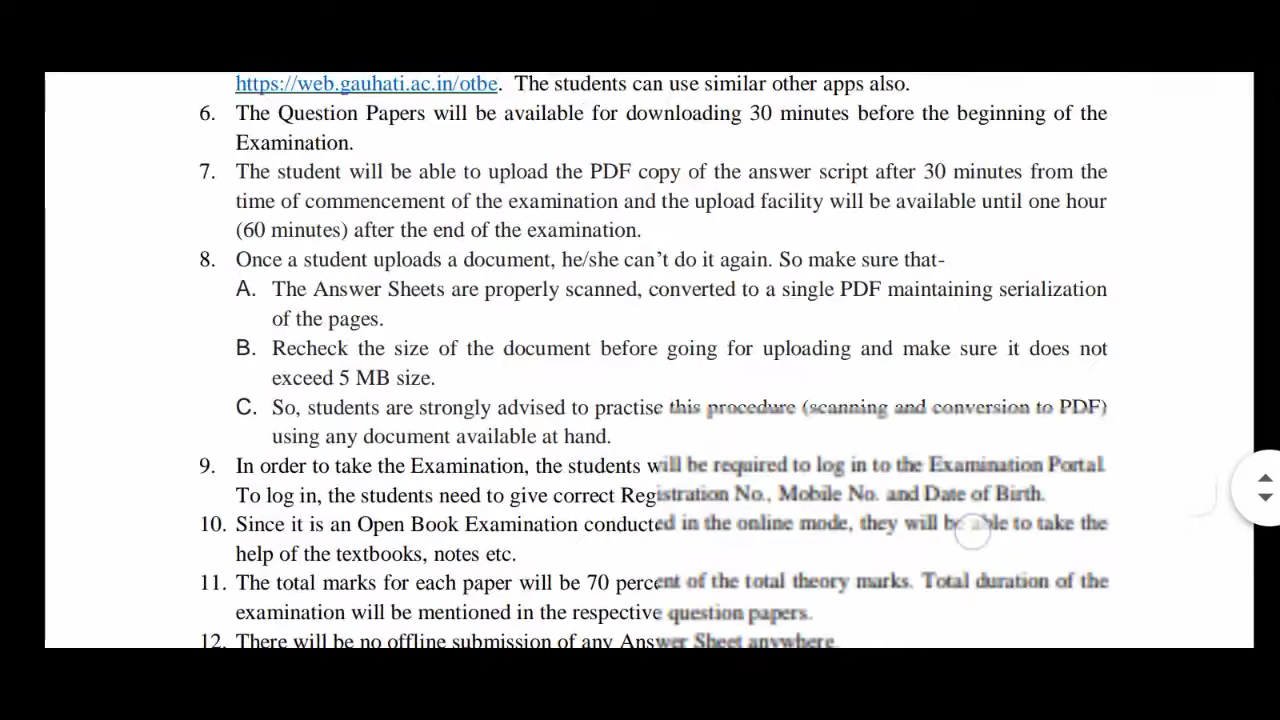 https://web.gauhati.ac.in/otbe. The students can use similar other apps also.
6. The Question Papers will be available for downloading 30 minutes before the beginning of the
Examination.
7. The student will be able to upload the PDF copy of the answer script after 30 minutes from the
time of commencement of the examination and the upload facility will be available until one hour
(60 minutes) after the end of the examination.
8. Once a student uploads a document, he/she can’t do it again. So make sure that-
A. The Answer Sheets are properly scanned, converted to a single PDF maintaining serialization
of the pages.
B. Recheck the size of the document before going for uploading and make sure it does not
exceed 5 MB size.
C. So, students are strongly advised to practise this procedure (scanning and conversion to PDF)
using any document available at hand.
9. In order to take the Examination, the students will be required to log in to the Examination Portal.
To log in, the students need to give correct Registration No., Mobile No. and Date of Birth.
10. Since it is an Open Book Examination conducted in the online mode, they will be able to take the
help of the textbooks, notes etc.
11. The total marks for each paper will be 70 percent of the total theory marks. Total duration of the
examination will be mentioned in the respective question papers.
12. There will be no offline submission of any Answer Sheet anywhere.